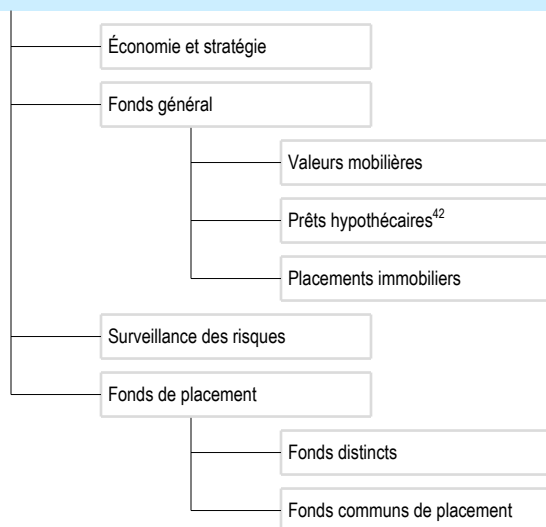 Économie et stratégie
Fonds général
Valeurs mobilières
Prêts hypothécaires42
Placements immobiliers
Surveillance des risques
Fonds de placement
Fonds distincts
Fonds communs de placement